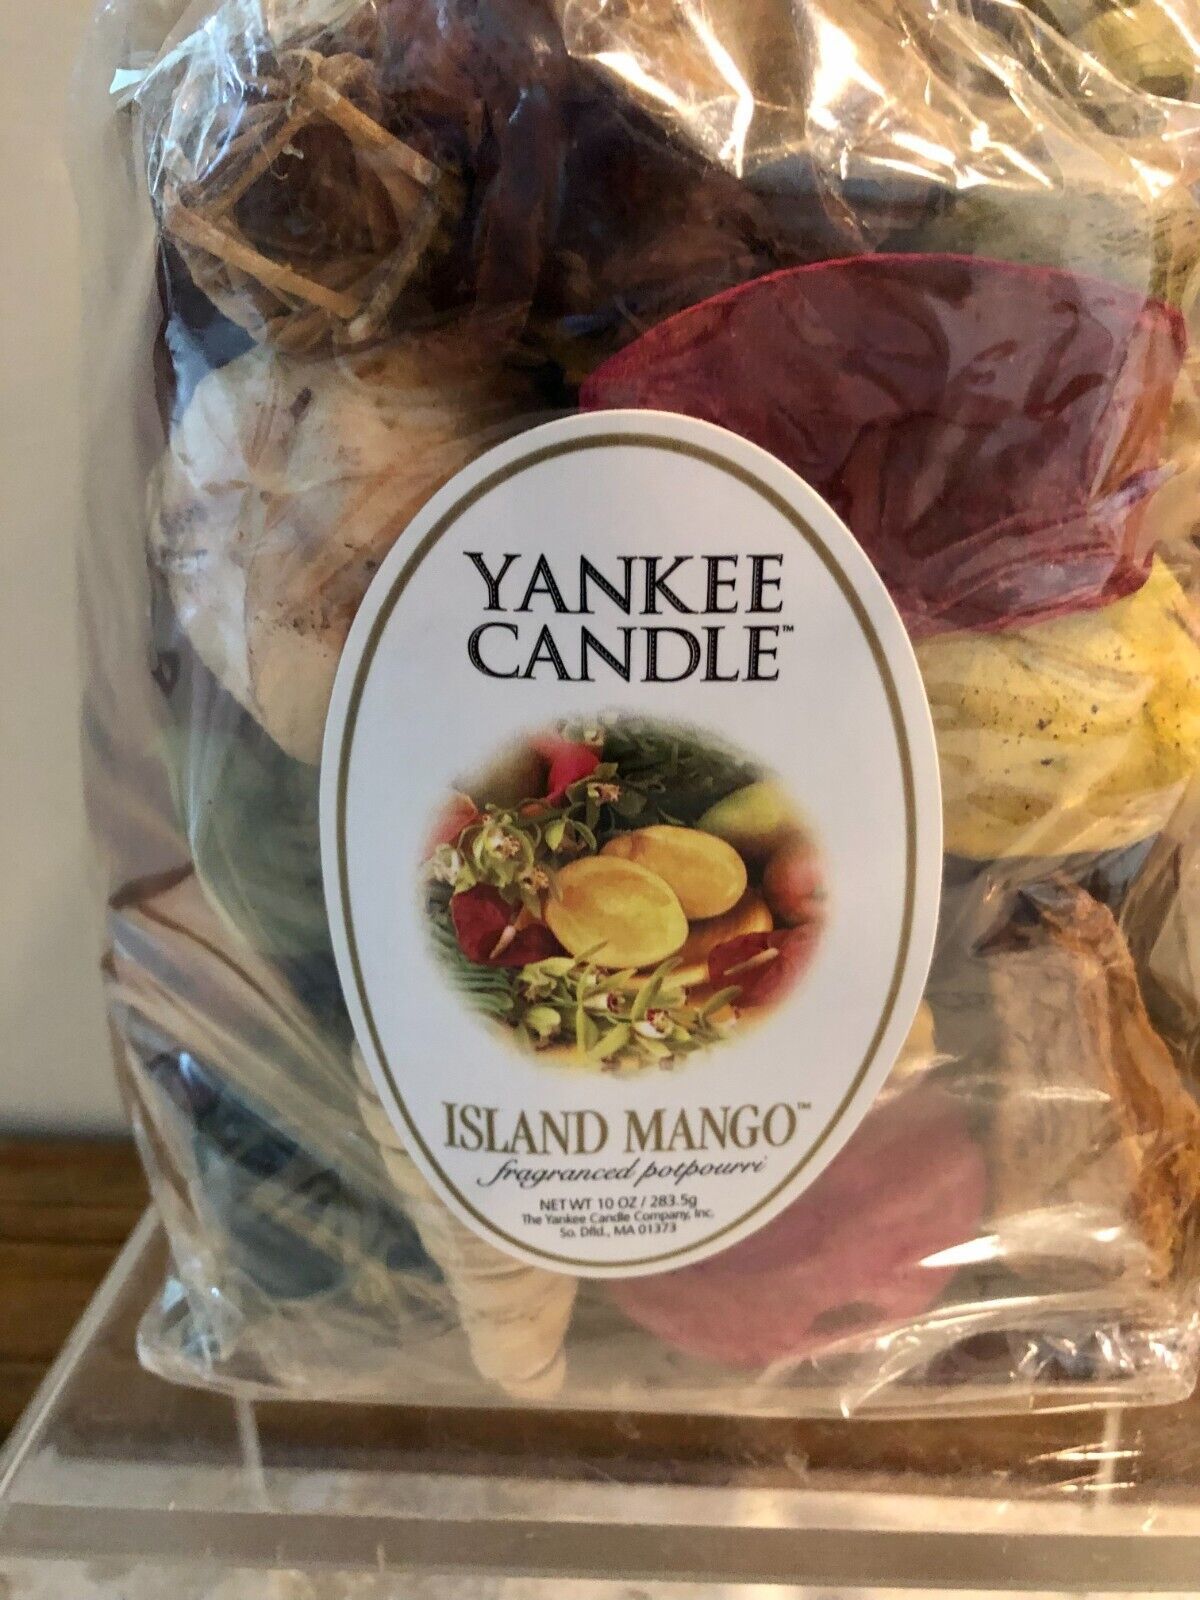 YANKEE
CANDLE™
ISLAND MANGO™
fragranced potpourri
NET WT 10 OZ / 283.5g
The Yankee Candle Company, Inc.
So. Dfld., MA 01373